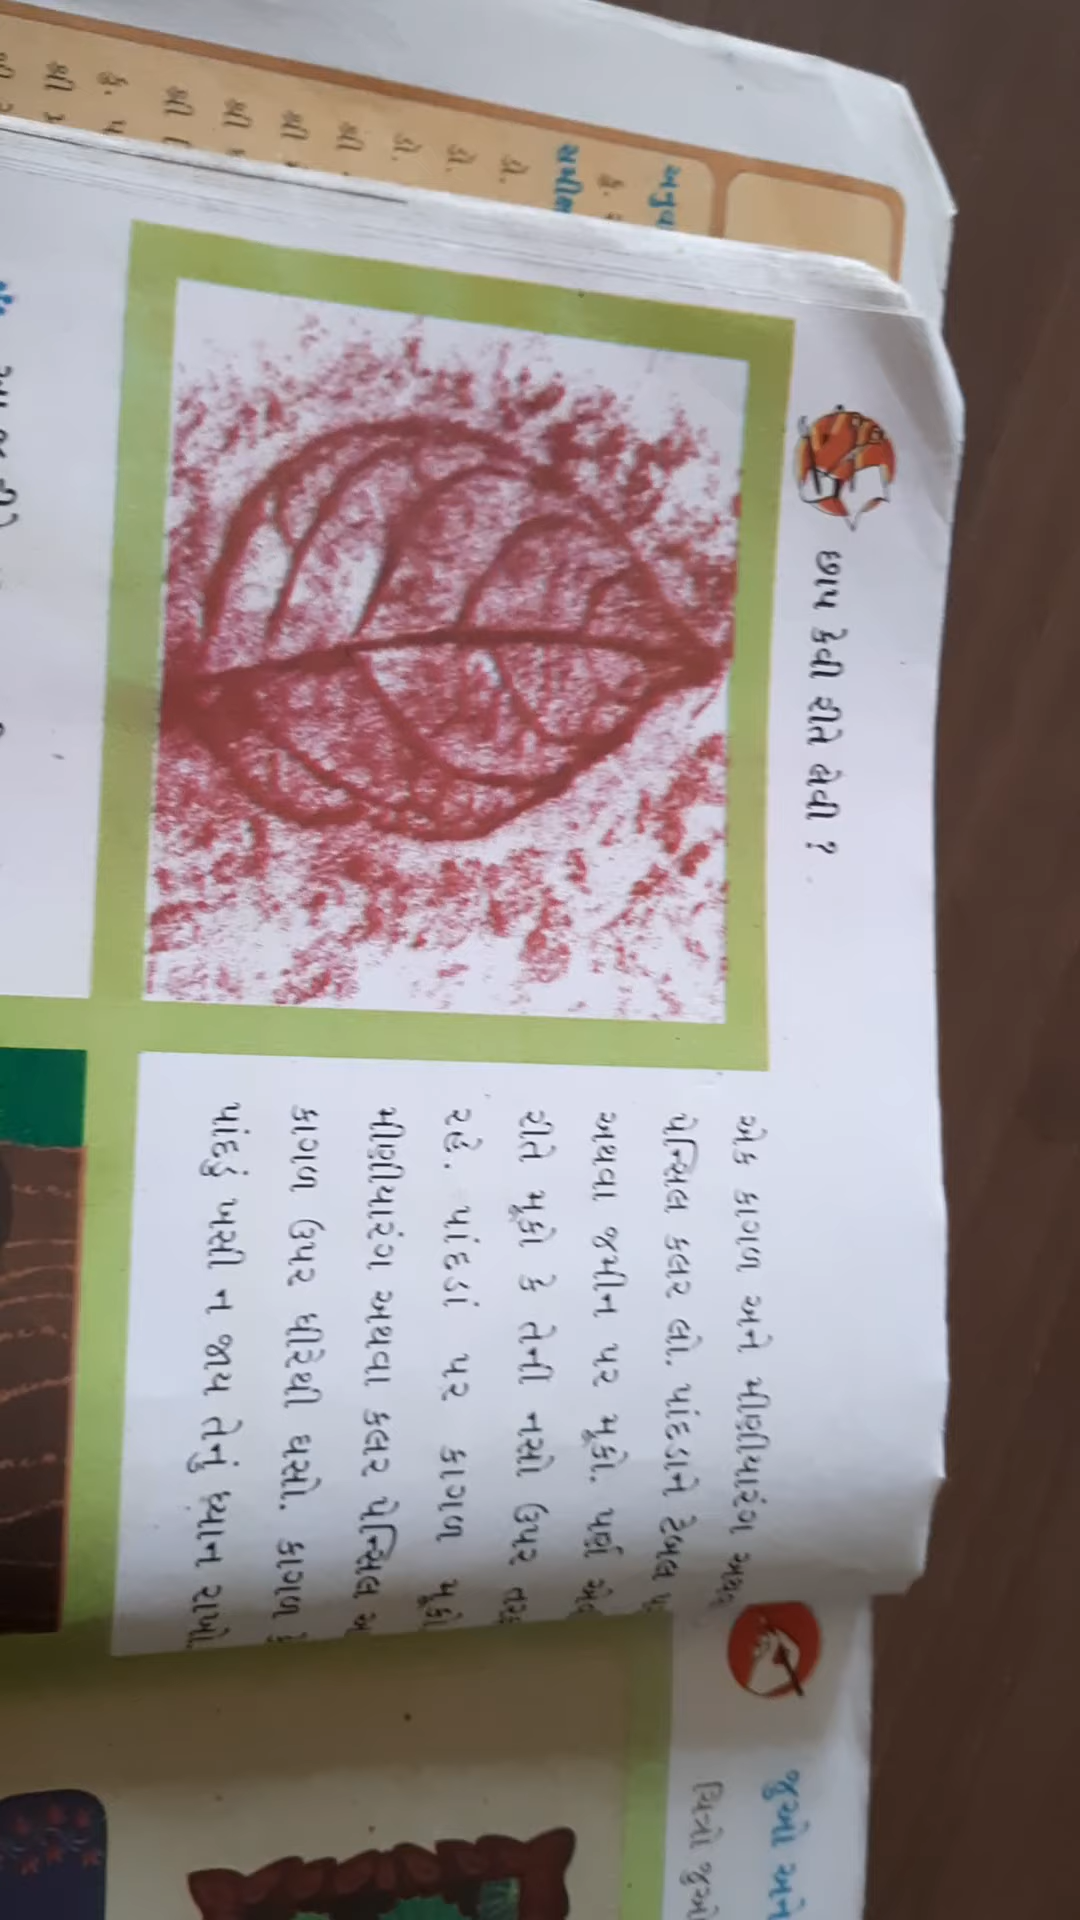 છાપ કેવી રીતે લેવી ?
એક કાગળ અને મીણીયારંગ
પેન્સિલ કલર લો. પાંદડાને ટેબલ
અથવા જમીન પર મૂકો. પર્ણ
રીતે મૂકો કે તેની નસો ઉપર
રહે. પાંદડાં પર કાગળ મૂકી
મીણીયારંગ અથવા કલર પેન્સિલ
કાગળ ઉપર ધીરેથી ઘસો. કાગળ કે
પાંદડું ખસી ન જાય તેનું ધ્યાન રાખો.
જુઓ અને
ચિત્રો જુઓ